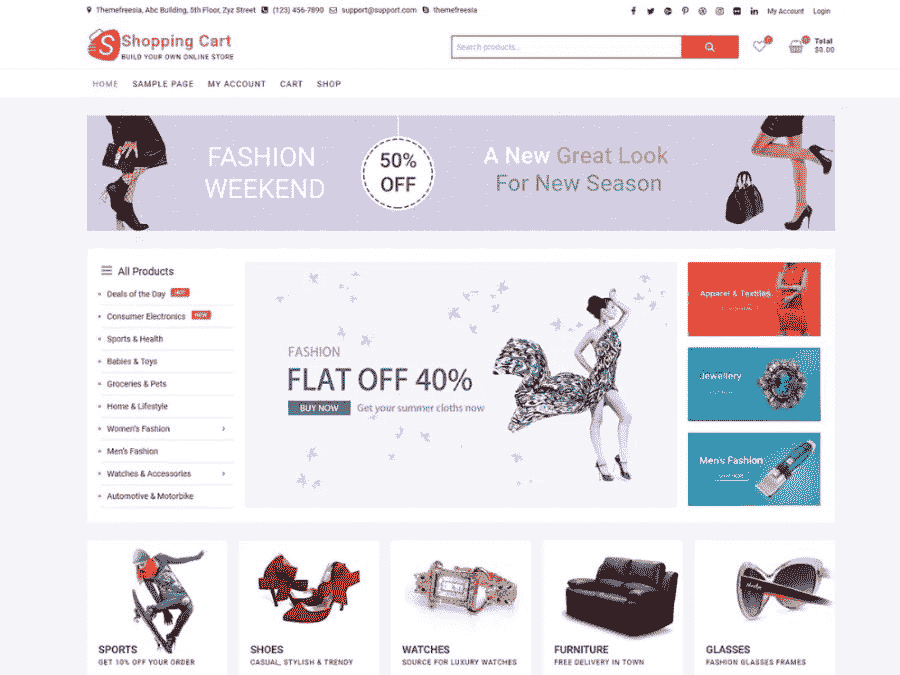 Themefreesia, Abc Building, 5th Floor, Zyz Street (123) 456-7890 support@support.com themefreesia My Account Login
Shopping Cart
BUILD YOUR OWN ONLINE STORE
Search products...
0
0
Total
$0.00
HOME SAMPLE PAGE MY ACCOUNT CART SHOP
FASHION
WEEKEND
50%
OFF
A New Great Look
For New Season
All Products
Deals of the Day HOT
Consumer Electronics NEW
Sports & Health
Babies & Toys
Groceries & Pets
Home & Lifestyle
Women's Fashion
Men's Fashion
Watches & Accessories
Automotive & Motorbike
FASHION
FLAT OFF 40%
BUY NOW Get your summer cloths now
Apparel & Textiles
Jewellery
Men's Fashion
SPORTS
GET 10% OFF YOUR ORDER
SHOES
CASUAL, STYLISH & TRENDY
WATCHES
SOURCE FOR LUXURY WATCHES
FURNITURE
FREE DELIVERY IN TOWN
GLASSES
FASHION GLASSES FRAMES